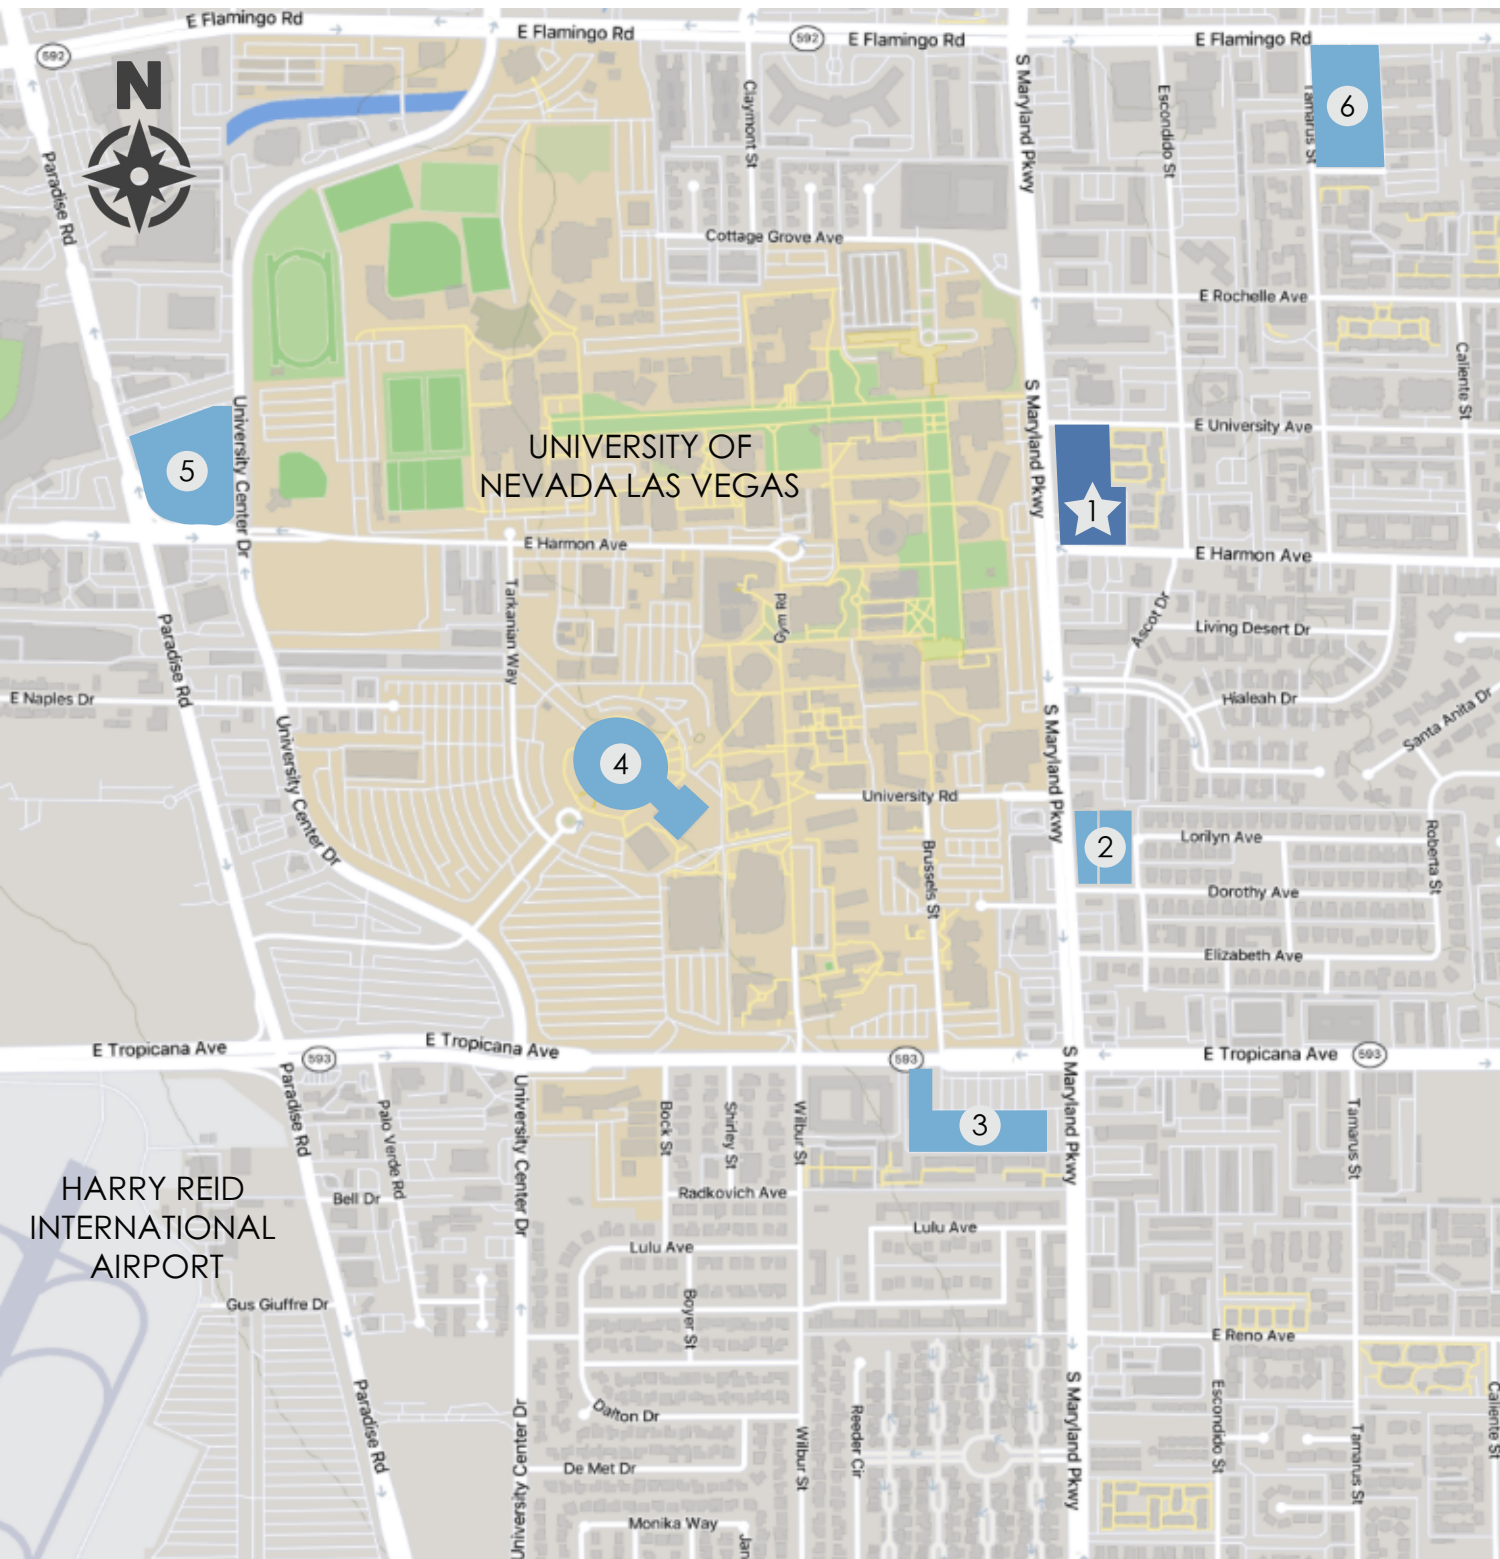 E Flamingo Rd
E Flamingo Rd
592
E Flamingo Rd
E Flamingo Rd
592
N
S Maryland Pkwy
Claymont St
Escondido St
Tamarus St
6
Paradise Rd
Cottage Grove Ave
E Rochelle Ave
Caliente St
University Center Dr
S Maryland Pkwy
E University Ave
UNIVERSITY OF
NEVADA LAS VEGAS
5
1
E Harmon Ave
E Harmon Ave
Tarkanian Way
Gym Rd
Ascot Dr
Living Desert Dr
Paradise Rd
E Naples Dr
Hialeah Dr
Santa Anita Dr
University Center Dr
S Maryland Pkwy
4
University Rd
2
Lorilyn Ave
Roberta St
Brussels St
Dorothy Ave
Elizabeth Ave
E Tropicana Ave
593
E Tropicana Ave
593
E Tropicana Ave
593
Paradise Rd
Palo Verde Rd
University Center Dr
Bock St
Shirley St
Wilbur St
3
S Maryland Pkwy
Tamarus St
HARRY REID
INTERNATIONAL
AIRPORT
Bell Dr
Radkovich Ave
Lulu Ave
Lulu Ave
Gus Giuffre Dr
Boyer St
E Reno Ave
Paradise Rd
University Center Dr
Dalton Dr
Wilbur St
Reeder Cir
S Maryland Pkwy
Escondido St
Tamarus St
Caliente St
De Met Dr
Monika Way
Jan